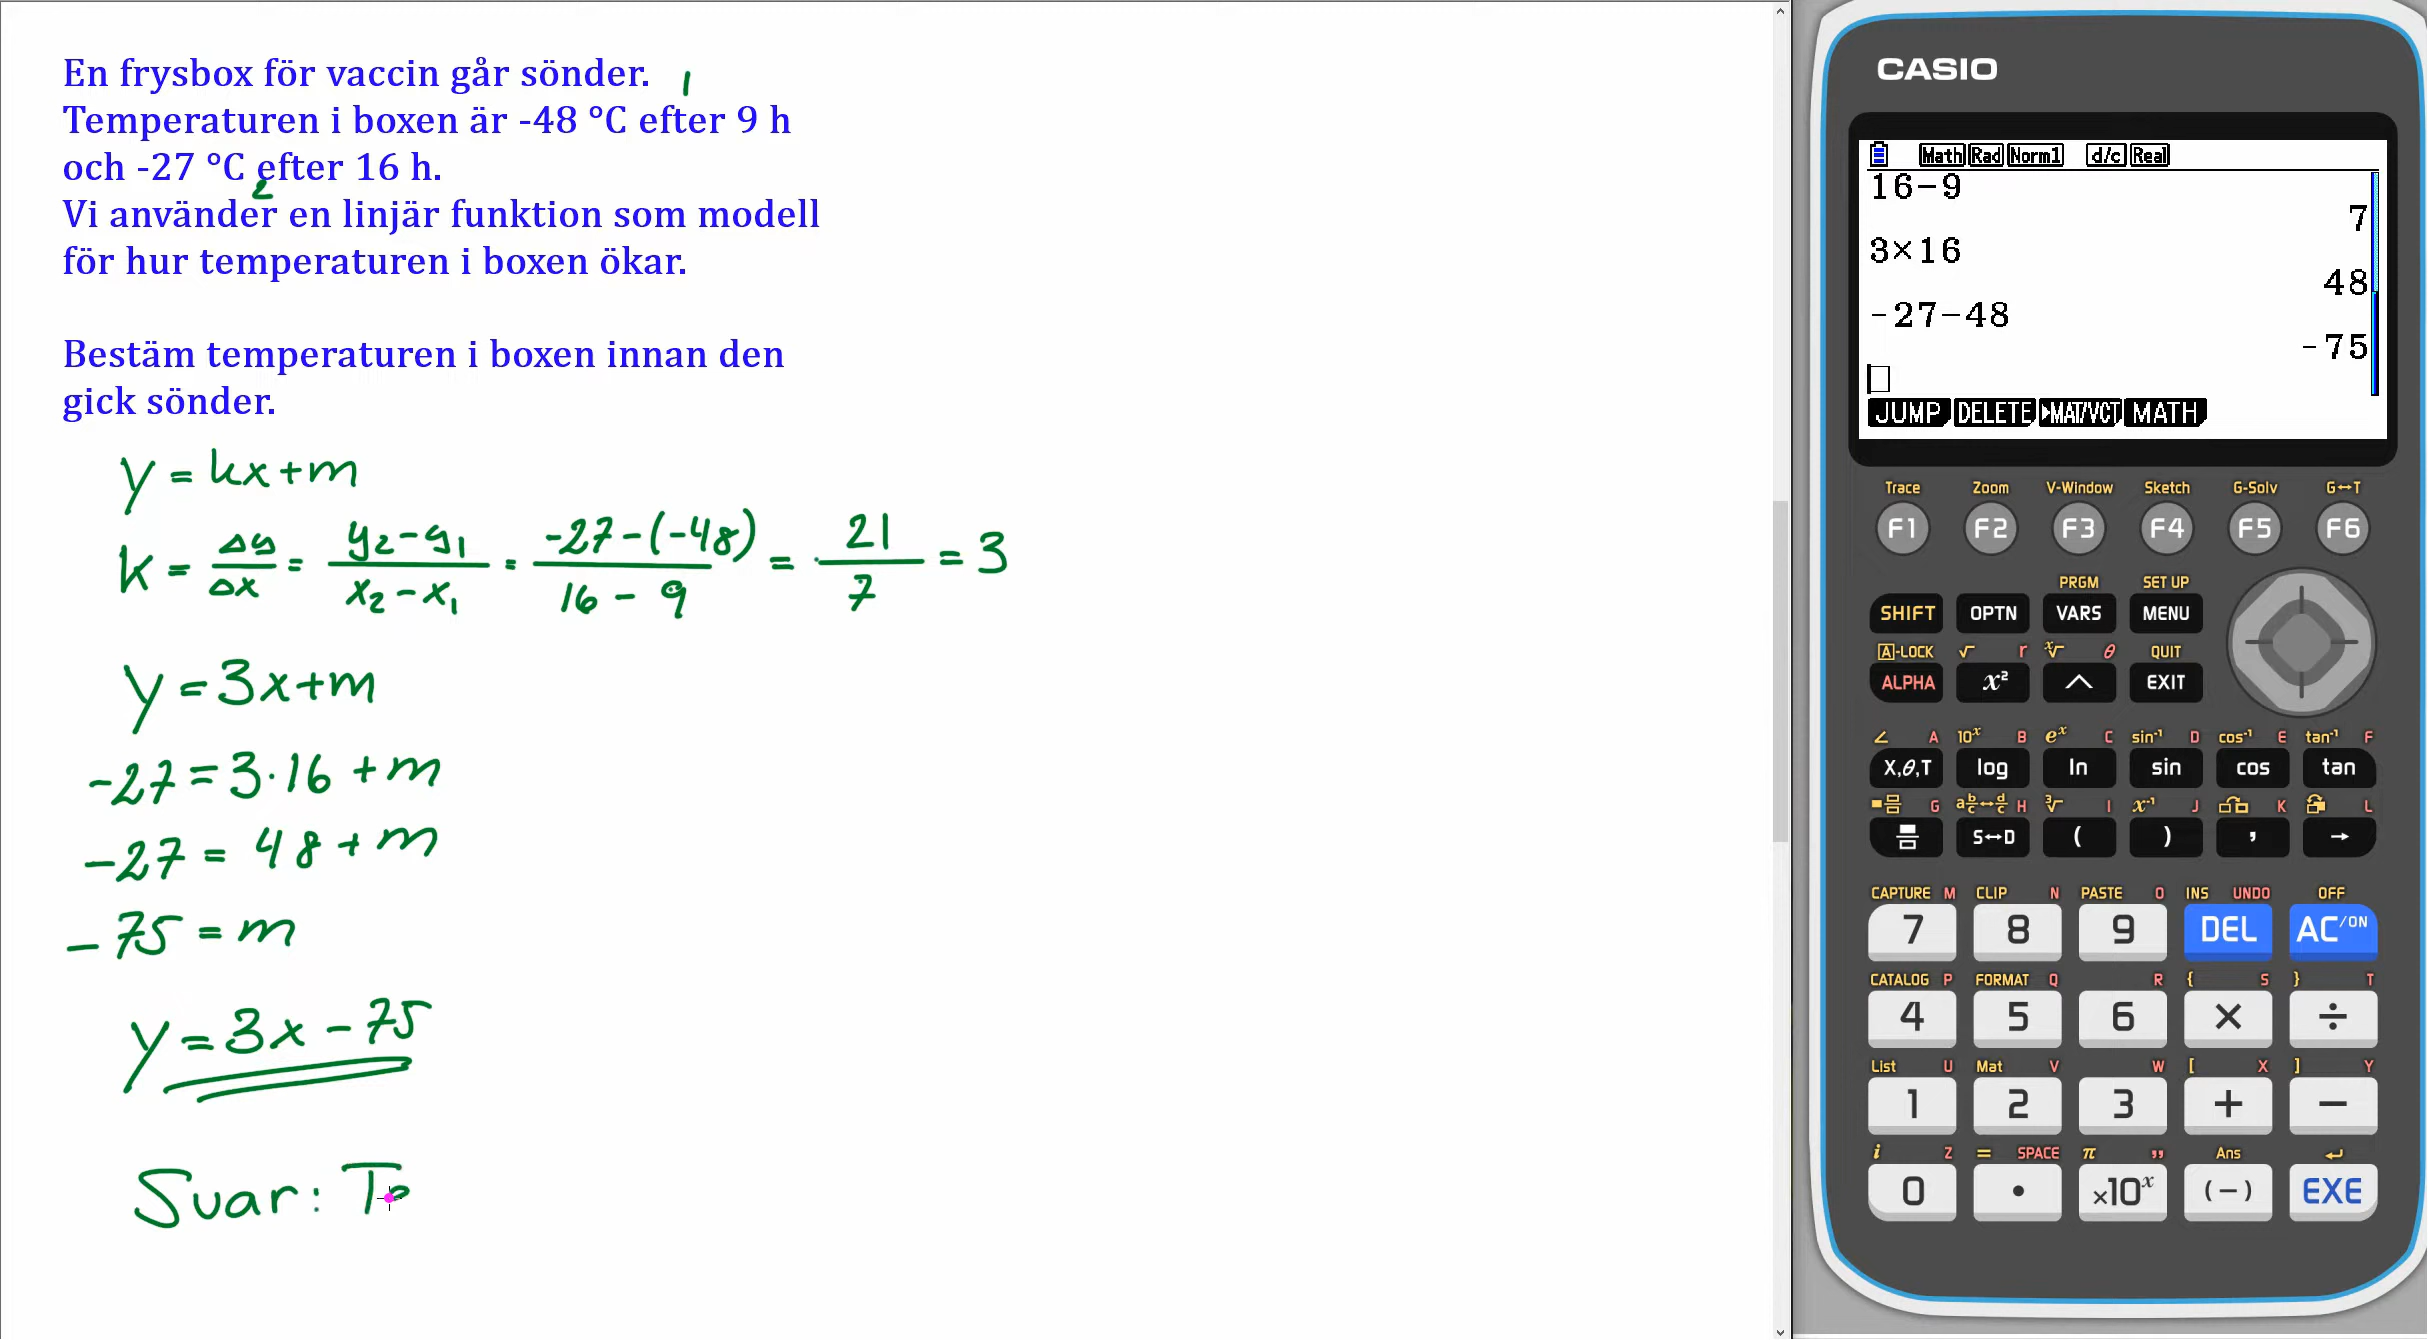 En frysbox för vaccin går sönder.
1
Temperaturen i boxen är -48 °C efter 9 h
och -27 °C efter 16 h.
2
Vi använder en linjär funktion som modell
för hur temperaturen i boxen ökar.
Bestäm temperaturen i boxen innan den
gick sönder.
y = kx+m
k = Δy/Δx = (y₂-y₁)/(x₂-x₁) = (-27-(-48))/(16-9) = 21/7 = 3
y = 3x+m
-27 = 3·16 + m
-27 = 48 + m
-75 = m
y = 3x - 75
Svar: Te
CASIO
Math Rad Norm1 d/c Real
16-9
7
3×16
48
-27-48
-75
JUMP DELETE ▶MAT/VCT MATH
Trace Zoom V-Window Sketch G-Solv G↔T
F1 F2 F3 F4 F5 F6
PRGM SET UP
SHIFT OPTN VARS MENU
A-LOCK √ r ˣ√ θ QUIT
ALPHA x² ^ EXIT
∠ A 10ˣ B eˣ C sin⁻¹ D cos⁻¹ E tan⁻¹ F
X,θ,T log ln sin cos tan
G a b/c↔d/c H ³√ I x⁻¹ J K L
S↔D ( ) , →
CAPTURE M CLIP N PASTE O INS UNDO OFF
7 8 9 DEL AC/ON
CATALOG P FORMAT Q R { S } T
4 5 6 × ÷
List U Mat V W [ X ] Y
1 2 3 + −
i Z = SPACE π ,, Ans ↵
0 • ×10ˣ (−) EXE